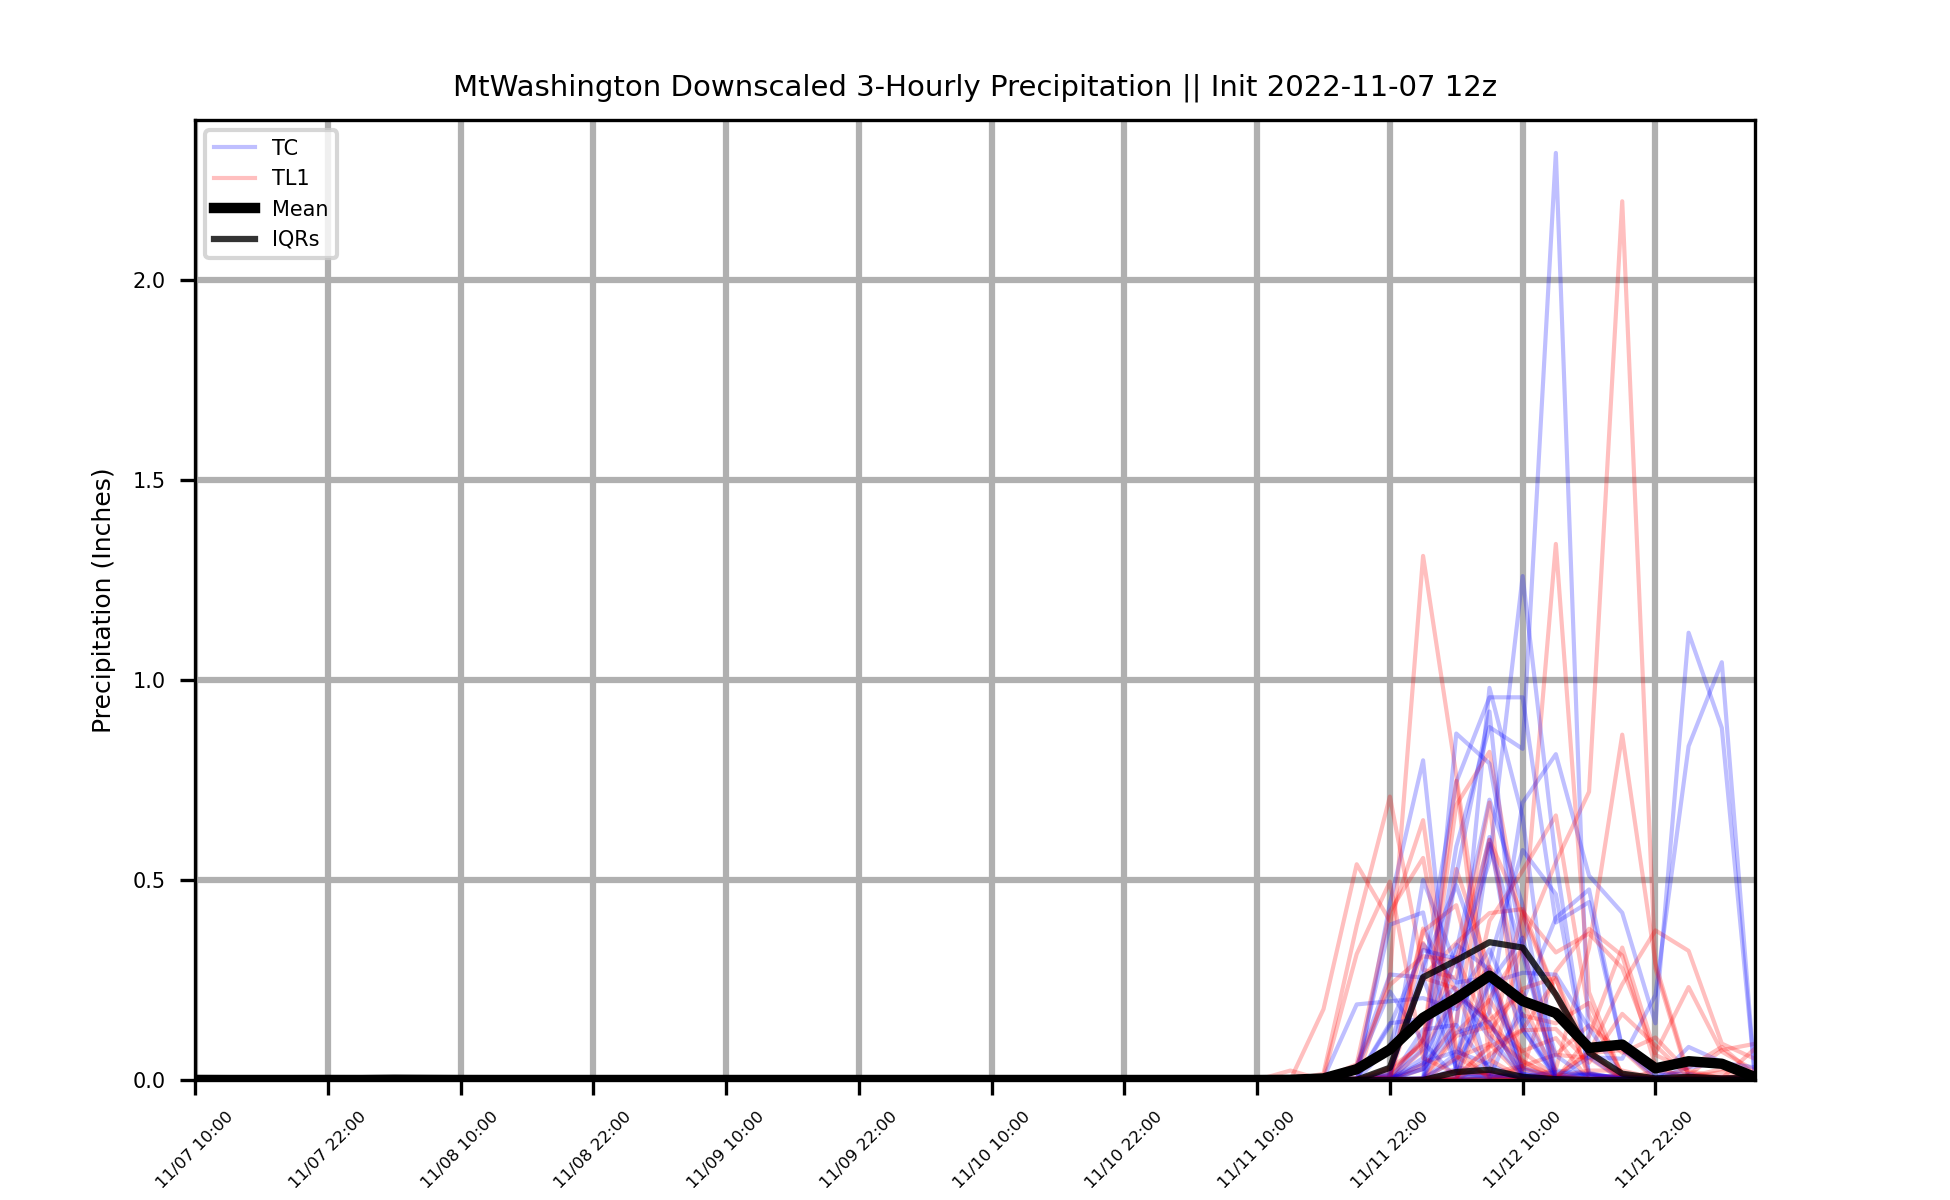 MtWashington Downscaled 3-Hourly Precipitation || Init 2022-11-07 12z
TC
TL1
Mean
IQRs
Precipitation (Inches)
2.0
1.5
1.0
0.5
0.0
11/07 10:00
11/07 22:00
11/08 10:00
11/08 22:00
11/09 10:00
11/09 22:00
11/10 10:00
11/10 22:00
11/11 10:00
11/11 22:00
11/12 10:00
11/12 22:00